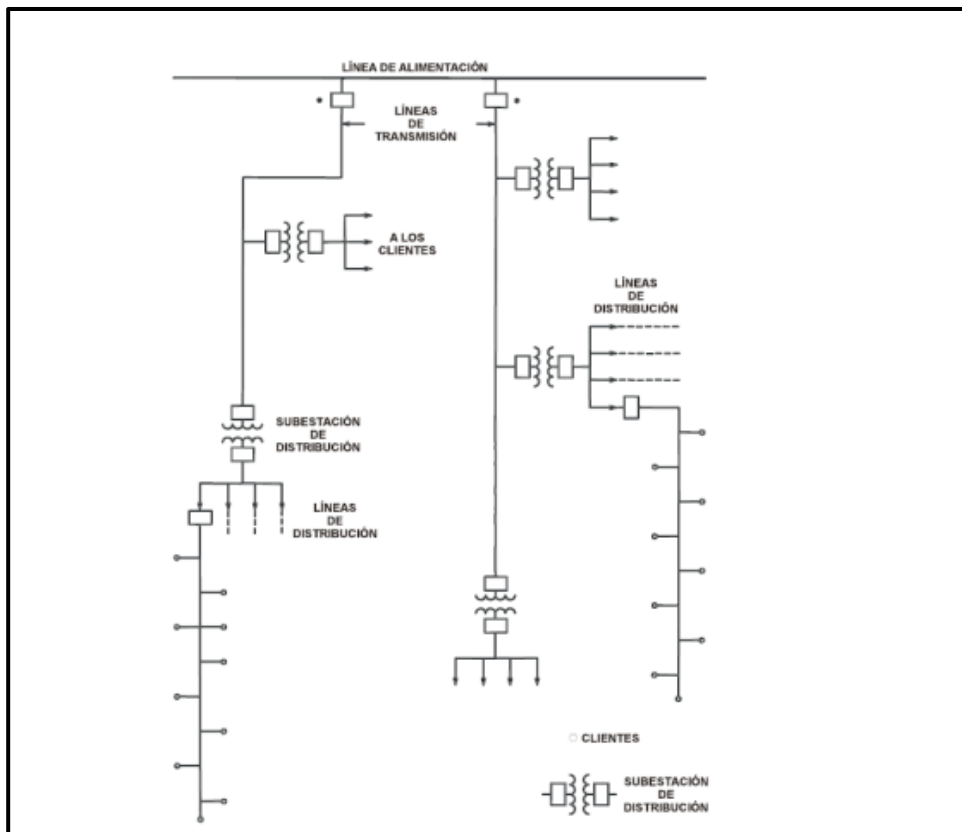 LÍNEA DE ALIMENTACIÓN
* *
LÍNEAS
DE
TRANSMISIÓN
A LOS
CLIENTES
LÍNEAS
DE
DISTRIBUCIÓN
SUBESTACIÓN
DE
DISTRIBUCIÓN
LÍNEAS
DE
DISTRIBUCIÓN
CLIENTES
SUBESTACIÓN
DE
DISTRIBUCIÓN